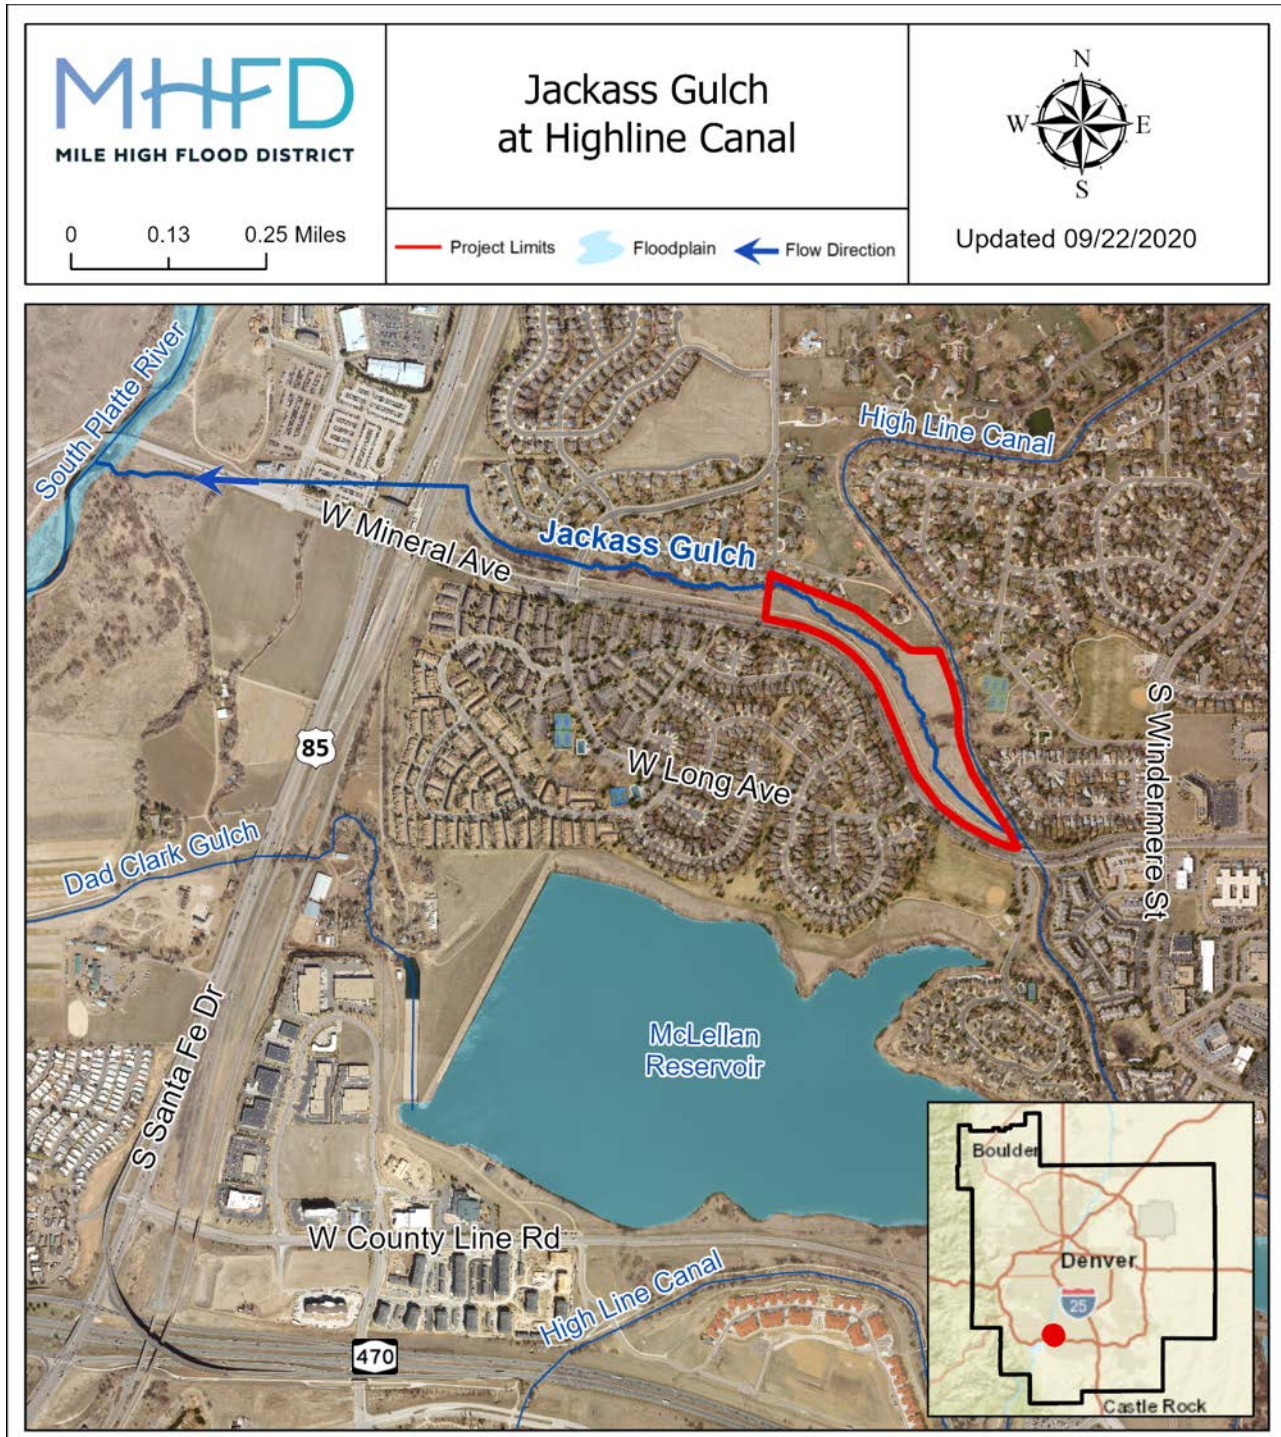 MHFD
MILE HIGH FLOOD DISTRICT
0 0.13 0.25 Miles
Jackass Gulch
at Highline Canal
Project Limits
Floodplain
Flow Direction
N
W E
S
Updated 09/22/2020
South Platte River
High Line Canal
W Mineral Ave
Jackass Gulch
S Windermere St
85
W Long Ave
Dad Clark Gulch
S Santa Fe Dr
McLellan
Reservoir
W County Line Rd
High Line Canal
470
Boulder
Denver
25
Castle Rock